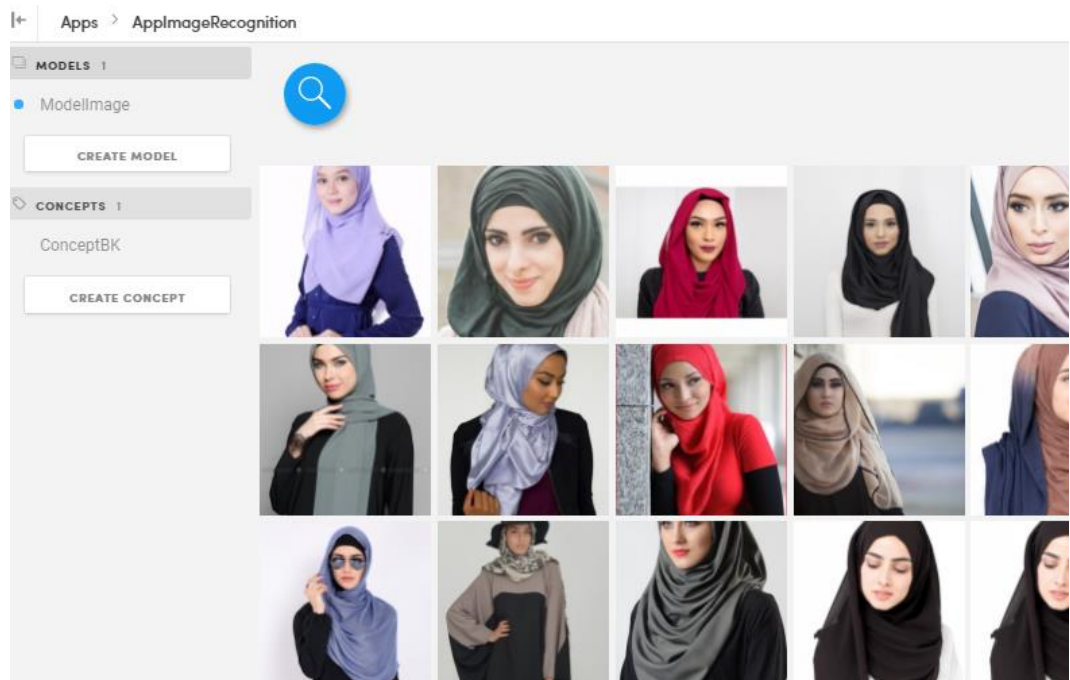 Apps > AppImageRecognition
MODELS 1
ModelImage
CREATE MODEL
CONCEPTS 1
ConceptBK
CREATE CONCEPT